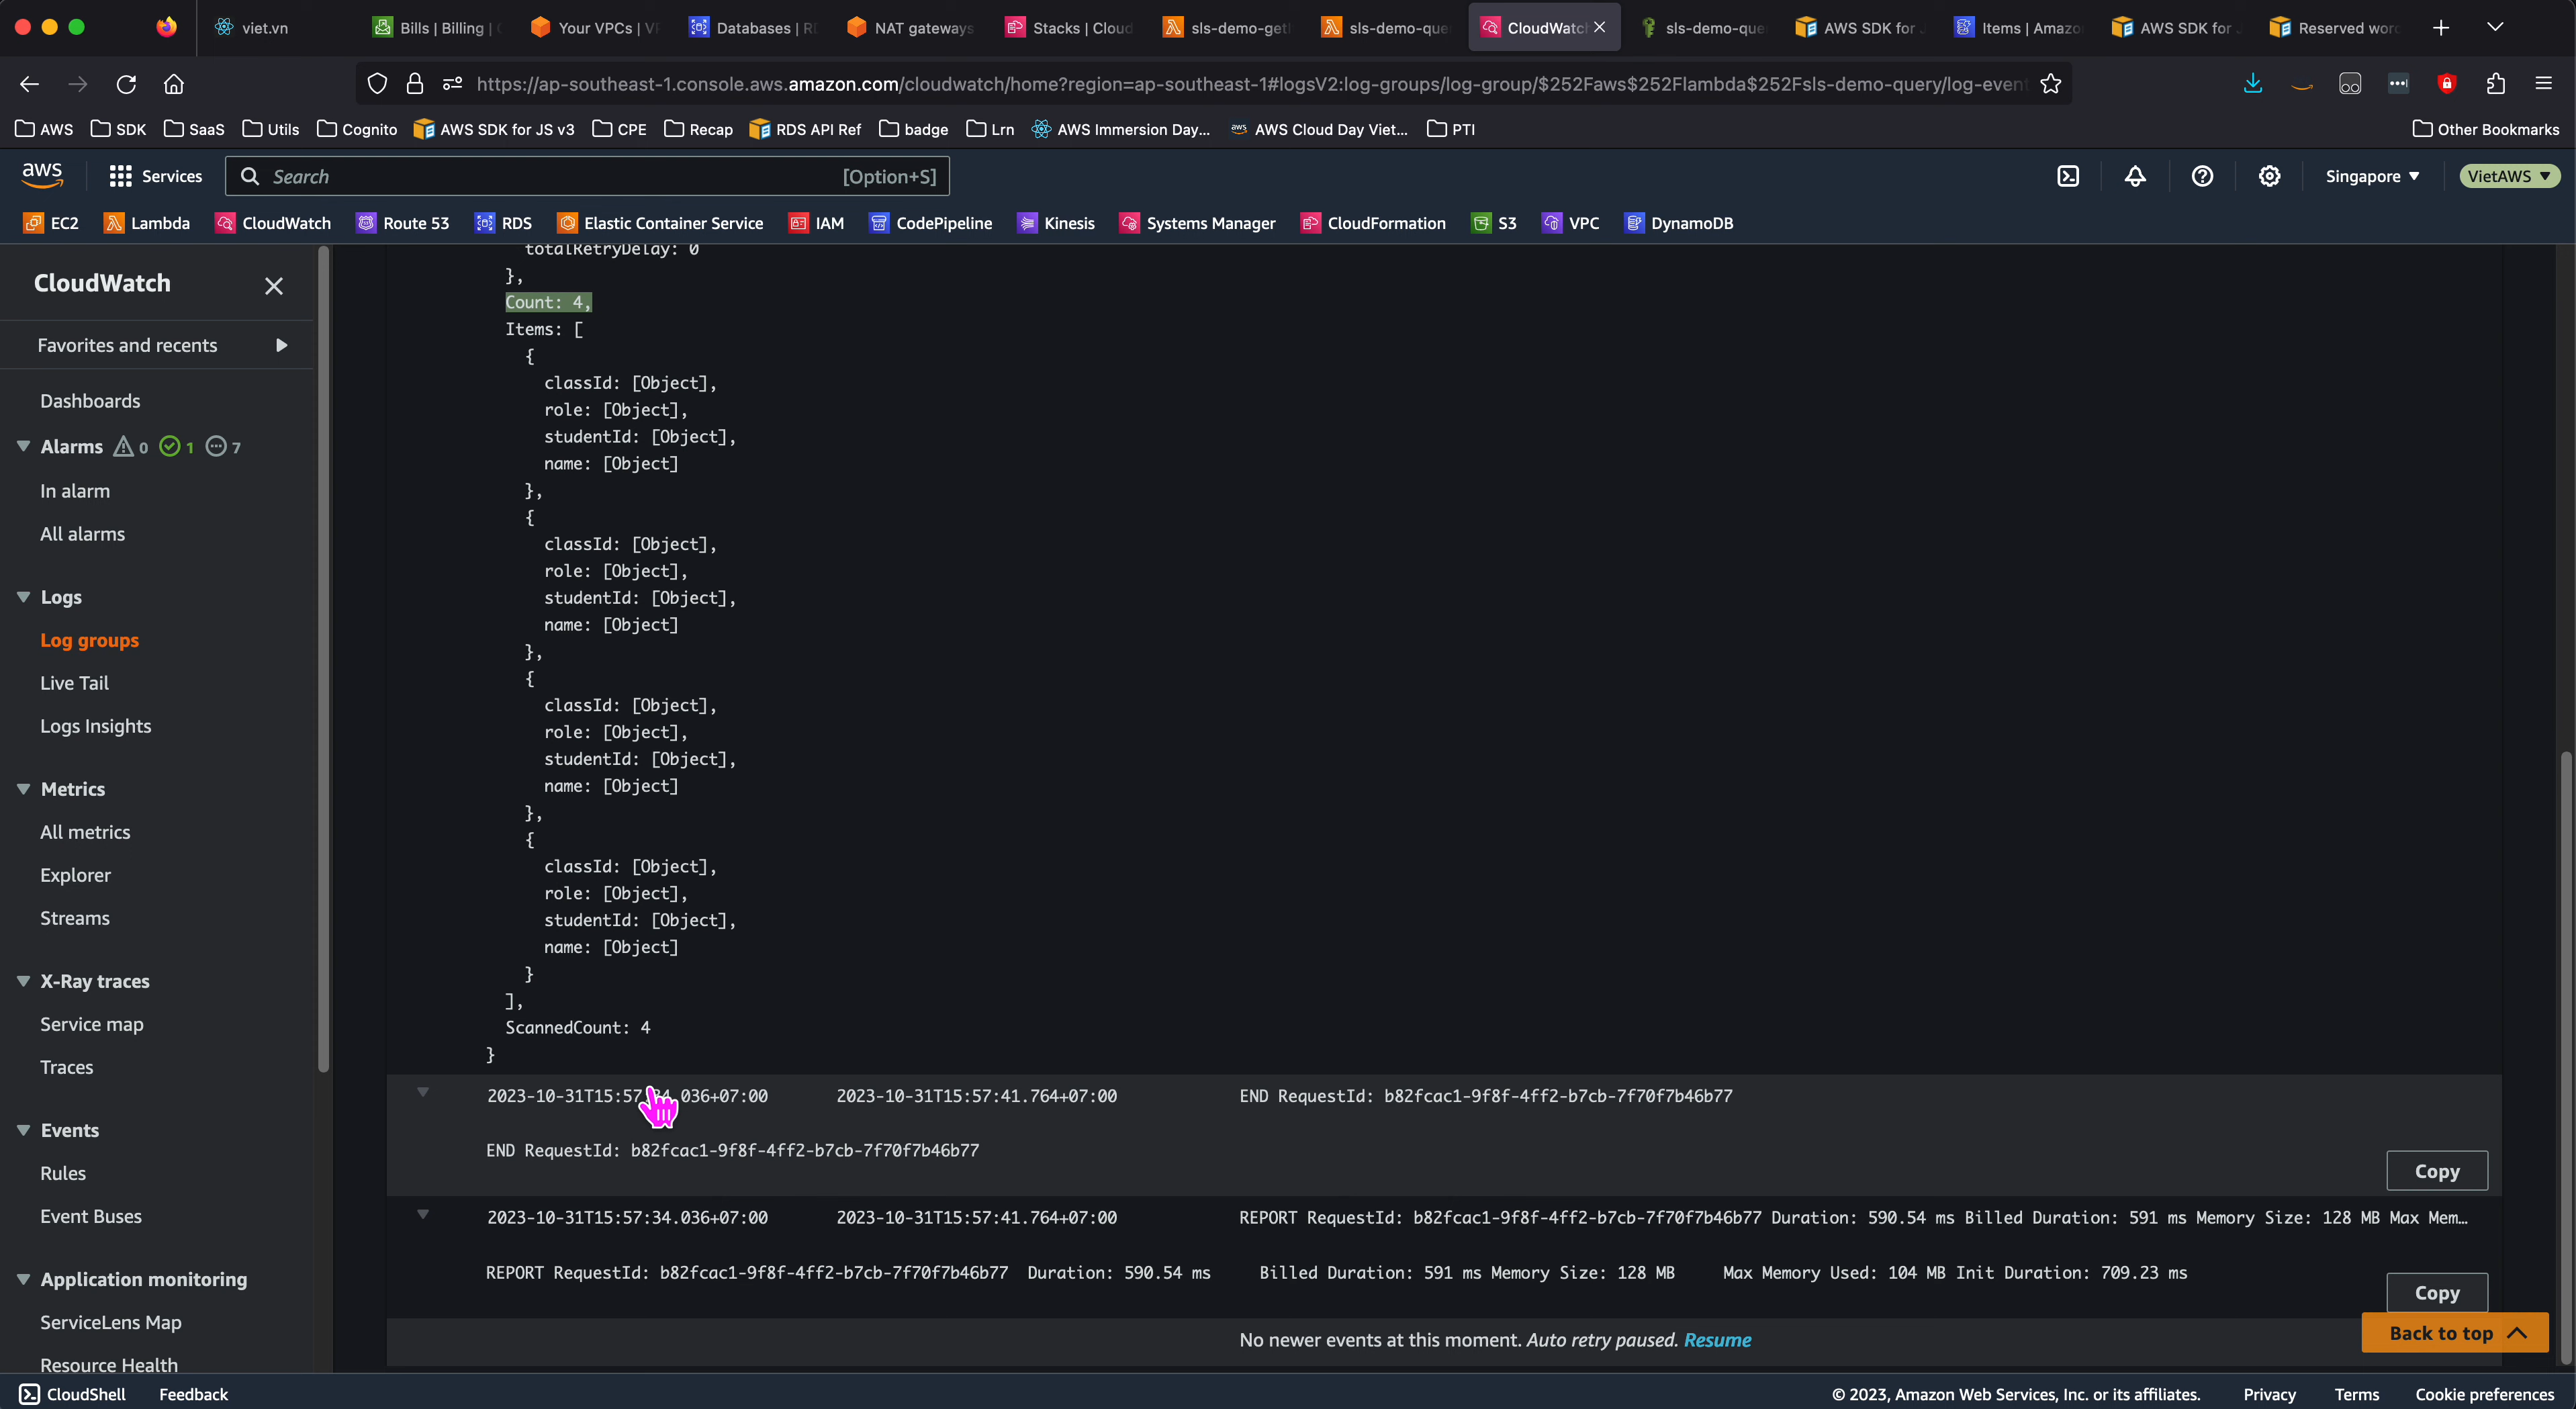 viet.vn
Bills | Billing |
Your VPCs | VP
Databases | R
NAT gateways
Stacks | Cloud
sls-demo-get
sls-demo-que
CloudWatc
sls-demo-que
AWS SDK for J
Items | Amazo
AWS SDK for J
Reserved word
https://ap-southeast-1.console.aws.amazon.com/cloudwatch/home?region=ap-southeast-1#logsV2:log-groups/log-group/$252Faws$252Flambda$252Fsls-demo-query/log-event
AWS
SDK
SaaS
Utils
Cognito
AWS SDK for JS v3
CPE
Recap
RDS API Ref
badge
Lrn
AWS Immersion Day...
aws AWS Cloud Day Viet...
PTI
Other Bookmarks
aws
Services
Search
[Option+S]
Singapore
VietAWS
EC2
Lambda
CloudWatch
Route 53
RDS
Elastic Container Service
IAM
CodePipeline
Kinesis
Systems Manager
CloudFormation
S3
VPC
DynamoDB
CloudWatch
Favorites and recents
Dashboards
Alarms 0 1 7
In alarm
All alarms
Logs
Log groups
Live Tail
Logs Insights
Metrics
All metrics
Explorer
Streams
X-Ray traces
Service map
Traces
Events
Rules
Event Buses
Application monitoring
ServiceLens Map
Resource Health
totalRetryDelay: 0
},
Count: 4,
Items: [
{
classId: [Object],
role: [Object],
studentId: [Object],
name: [Object]
},
{
classId: [Object],
role: [Object],
studentId: [Object],
name: [Object]
},
{
classId: [Object],
role: [Object],
studentId: [Object],
name: [Object]
},
{
classId: [Object],
role: [Object],
studentId: [Object],
name: [Object]
}
],
ScannedCount: 4
}
2023-10-31T15:57:34.036+07:00 2023-10-31T15:57:41.764+07:00 END RequestId: b82fcac1-9f8f-4ff2-b7cb-7f70f7b46b77
END RequestId: b82fcac1-9f8f-4ff2-b7cb-7f70f7b46b77
Copy
2023-10-31T15:57:34.036+07:00 2023-10-31T15:57:41.764+07:00 REPORT RequestId: b82fcac1-9f8f-4ff2-b7cb-7f70f7b46b77 Duration: 590.54 ms Billed Duration: 591 ms Memory Size: 128 MB Max Mem…
REPORT RequestId: b82fcac1-9f8f-4ff2-b7cb-7f70f7b46b77 Duration: 590.54 ms Billed Duration: 591 ms Memory Size: 128 MB Max Memory Used: 104 MB Init Duration: 709.23 ms
Copy
Back to top
No newer events at this moment. Auto retry paused. Resume
CloudShell
Feedback
© 2023, Amazon Web Services, Inc. or its affiliates.
Privacy
Terms
Cookie preferences